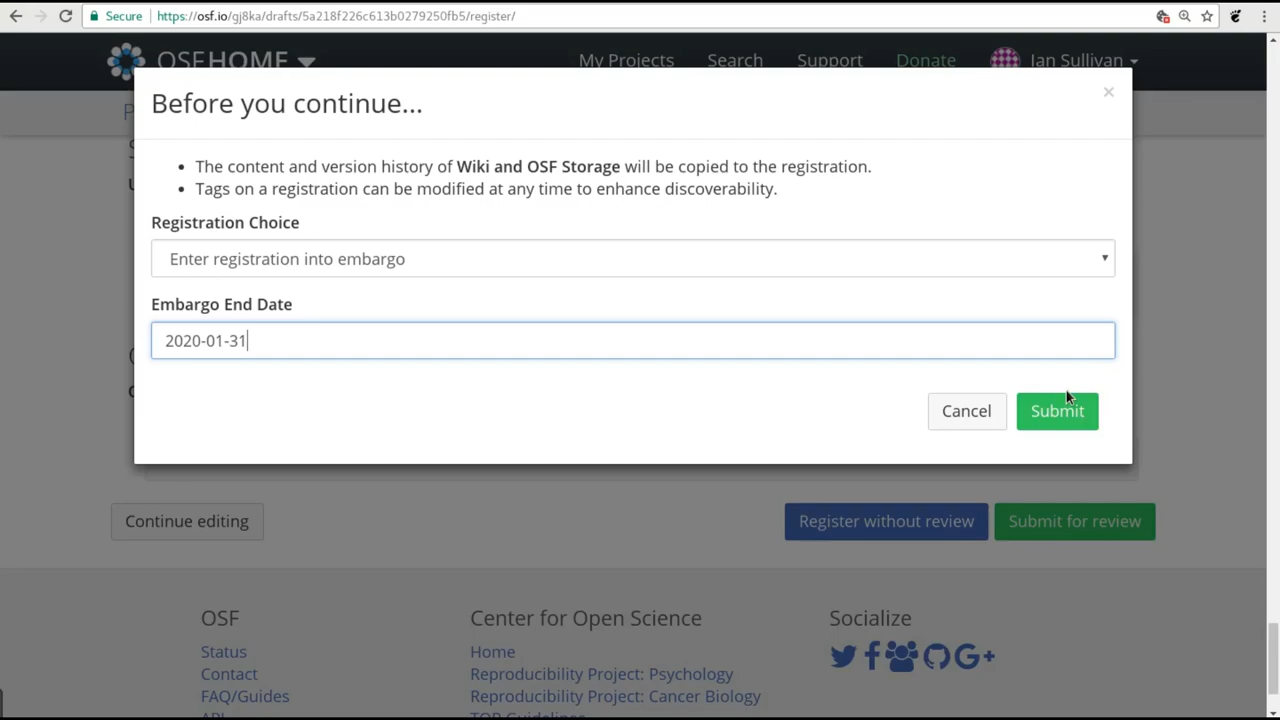 Secure https://osf.io/gj8ka/drafts/5a218f226c613b0279250fb5/register/
OSFHOME My Projects Search Support Donate Ian Sullivan
Before you continue... ×
• The content and version history of Wiki and OSF Storage will be copied to the registration.
• Tags on a registration can be modified at any time to enhance discoverability.
Registration Choice
Enter registration into embargo
Embargo End Date
2020-01-31
Cancel Submit
Continue editing Register without review Submit for review
OSF Center for Open Science Socialize
Status Home
Contact Reproducibility Project: Psychology
FAQ/Guides Reproducibility Project: Cancer Biology
API TOP Guidelines